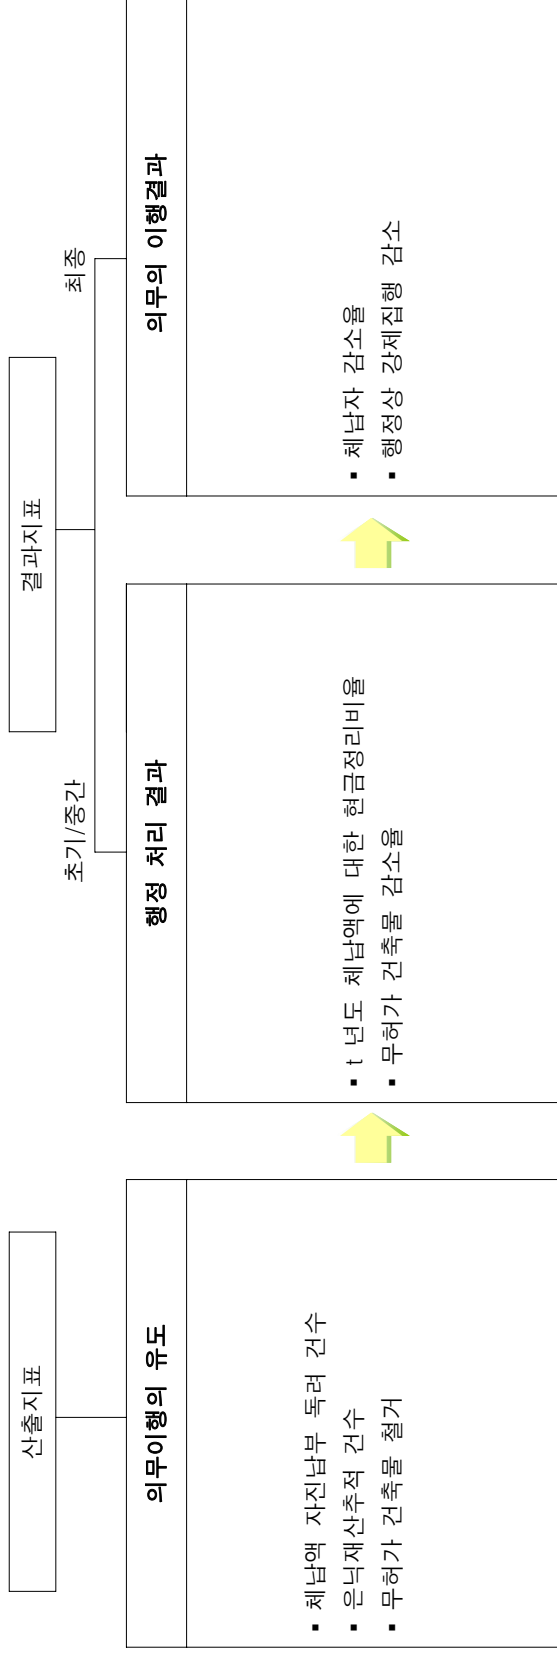 산출지표
결과지표
초기/중간
최종
의무이행의 유도
▪ 체납액 자진납부 독려 건수
▪ 은닉재산추적 건수
▪ 무허가 건축물 철거
행정 처리 결과
▪ t 년도 체납액에 대한 현금정리비율
▪ 무허가 건축물 감소율
의무의 이행결과
▪ 체납자 감소율
▪ 행정상 강제집행 감소